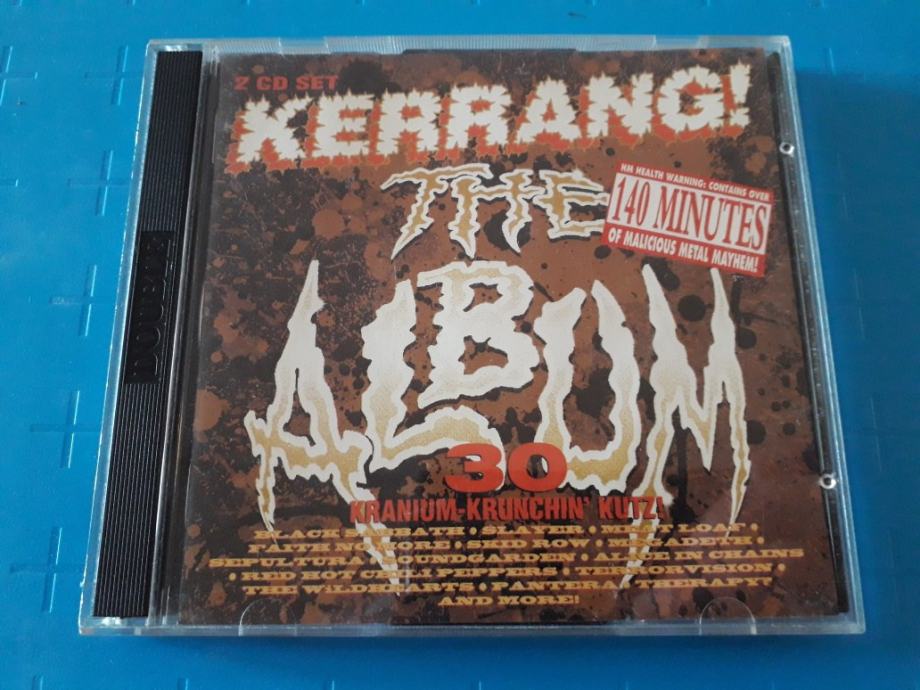 2 CD SET
KERRANG!
THE
HM HEALTH WARNING: CONTAINS OVER
140 MINUTES
OF MALICIOUS METAL MAYHEM!
ALBUM
DOUBLE
30
KRANIUM-KRUNCHIN' KUTZ!
BLACK SABBATH • SLAYER • MEAT LOAF •
FAITH NO MORE • SKID ROW • MEGADETH •
SEPULTURA • SOUNDGARDEN • ALICE IN CHAINS
• RED HOT CHILI PEPPERS • TERRORVISION •
THE WILDHEARTS • PANTERA • THERAPY?
AND MORE!